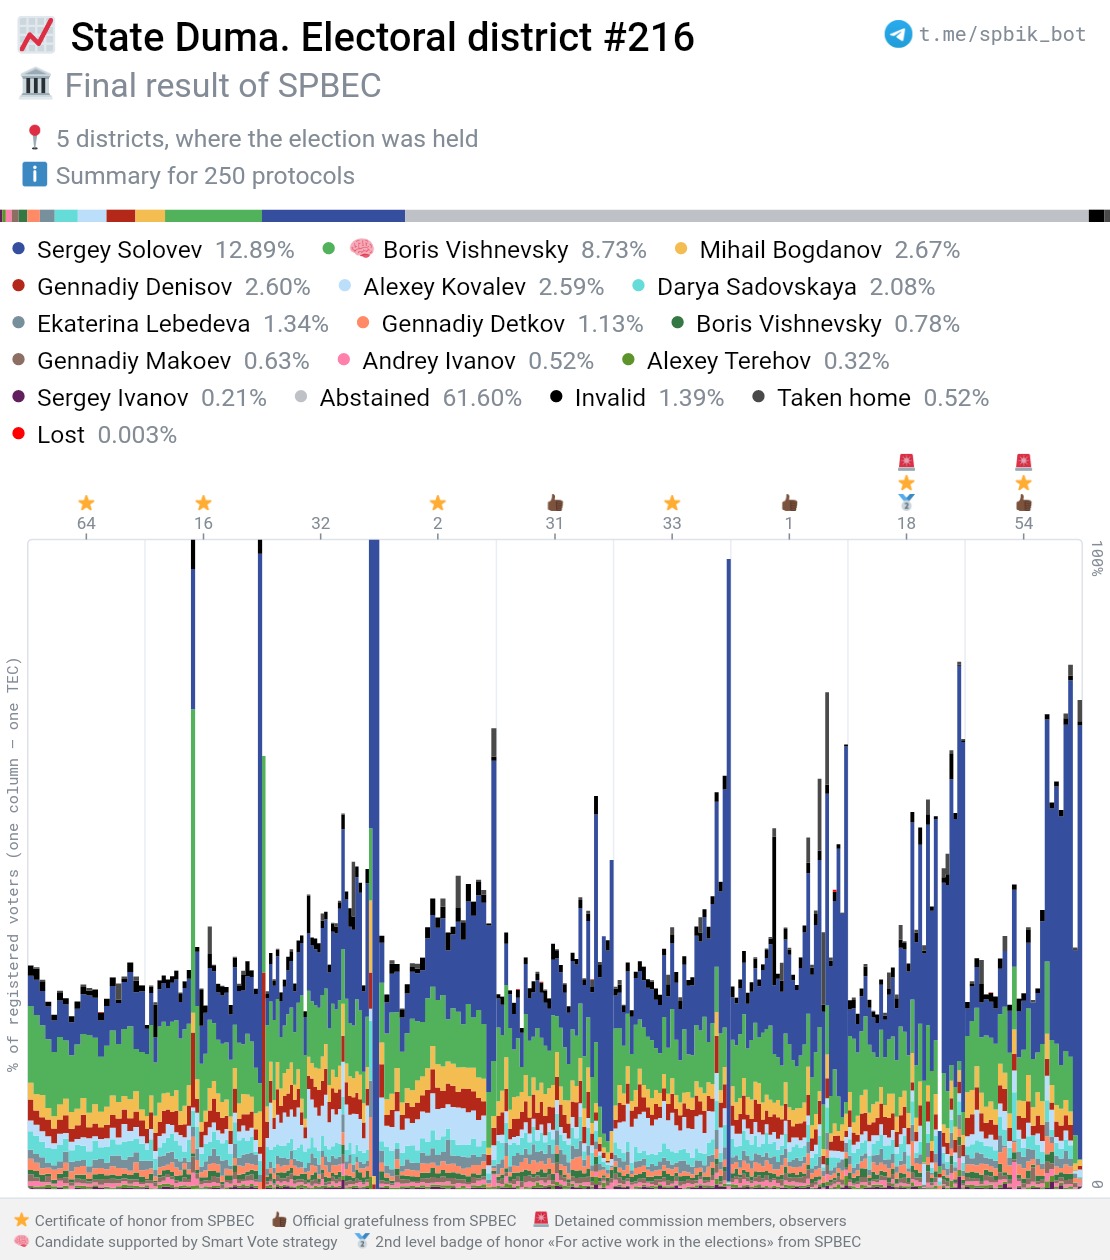 State Duma. Electoral district #216
t.me/spbik_bot
Final result of SPBEC
5 districts, where the election was held
Summary for 250 protocols
Sergey Solovev 12.89% Boris Vishnevsky 8.73% Mihail Bogdanov 2.67%
Gennadiy Denisov 2.60% Alexey Kovalev 2.59% Darya Sadovskaya 2.08%
Ekaterina Lebedeva 1.34% Gennadiy Detkov 1.13% Boris Vishnevsky 0.78%
Gennadiy Makoev 0.63% Andrey Ivanov 0.52% Alexey Terehov 0.32%
Sergey Ivanov 0.21% Abstained 61.60% Invalid 1.39% Taken home 0.52%
Lost 0.003%
64 16 32 2 31 33 1 18 54
100%
% of registered voters (one column – one TEC)
0
Certificate of honor from SPBEC Official gratefulness from SPBEC Detained commission members, observers
Candidate supported by Smart Vote strategy 2nd level badge of honor «For active work in the elections» from SPBEC